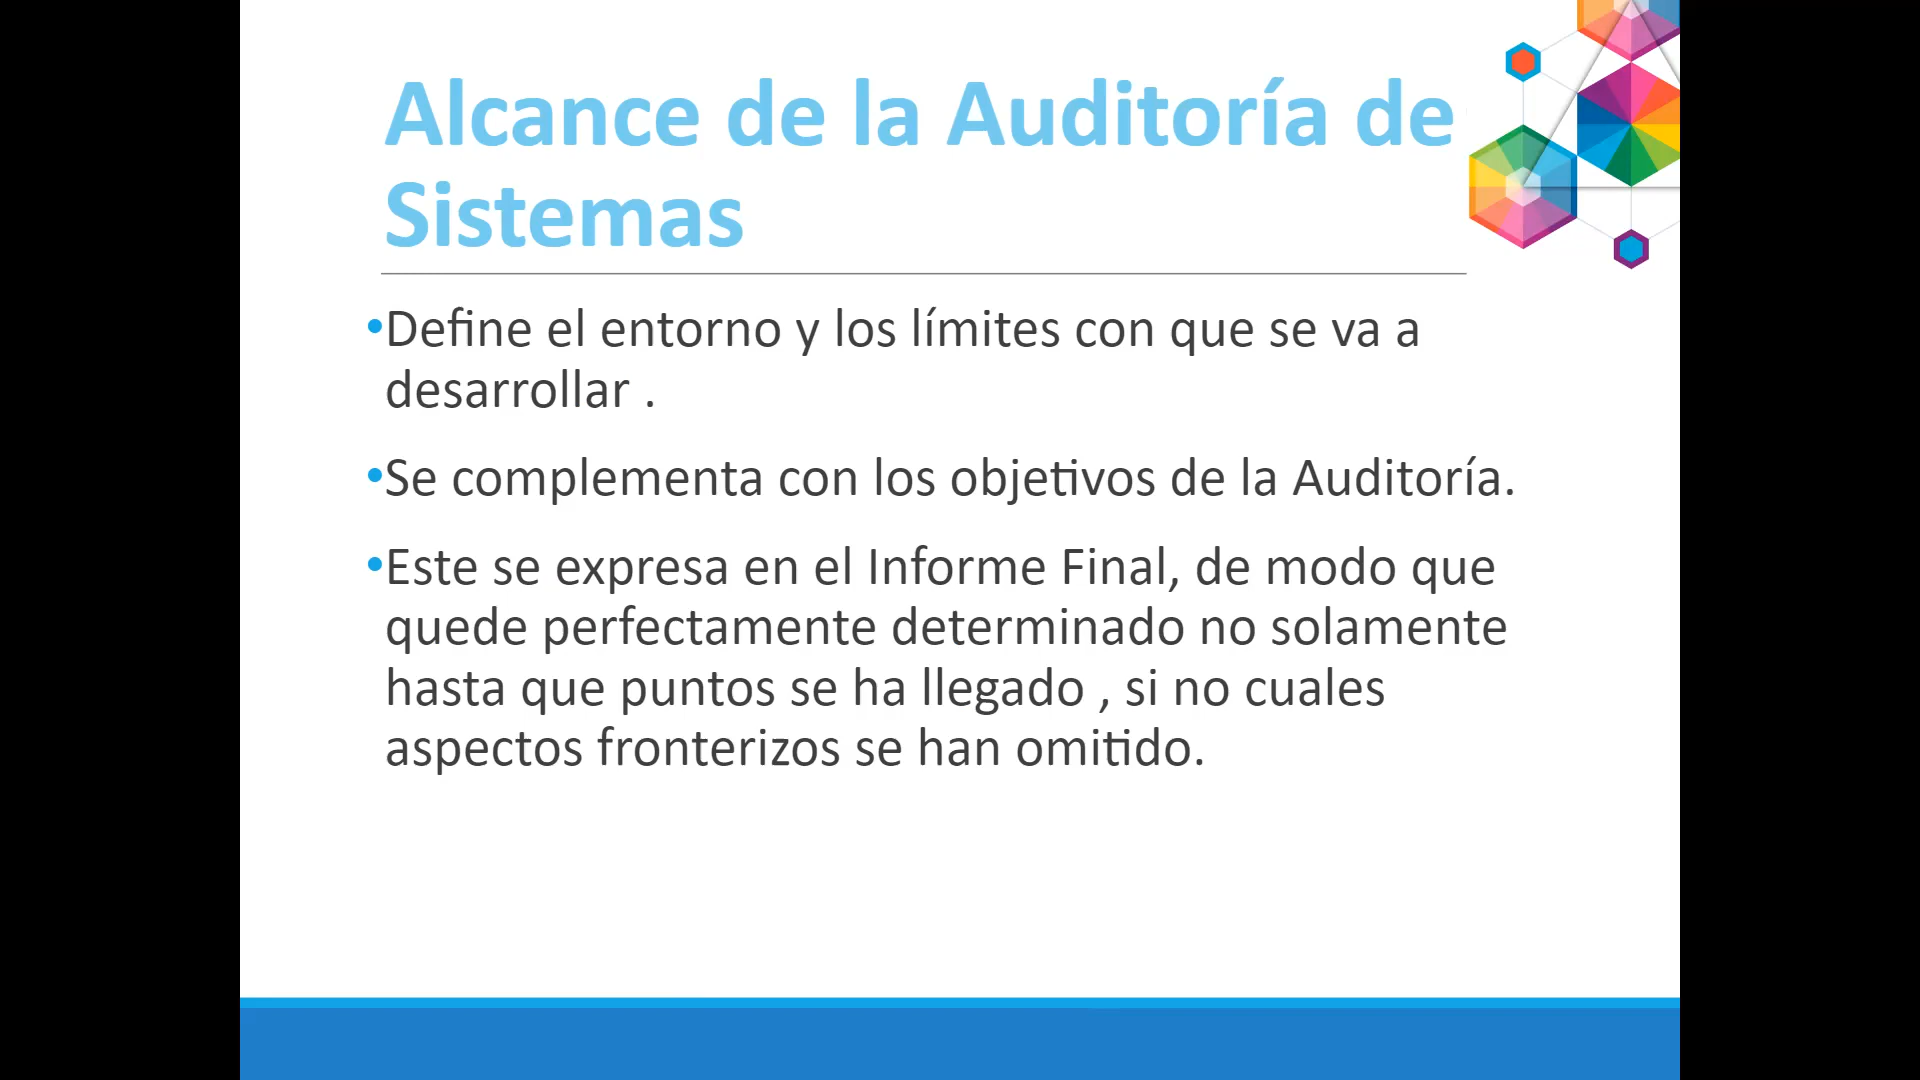 Alcance de la Auditoría de
Sistemas
•Define el entorno y los límites con que se va a
desarrollar .
•Se complementa con los objetivos de la Auditoría.
•Este se expresa en el Informe Final, de modo que
quede perfectamente determinado no solamente
hasta que puntos se ha llegado , si no cuales
aspectos fronterizos se han omitido.